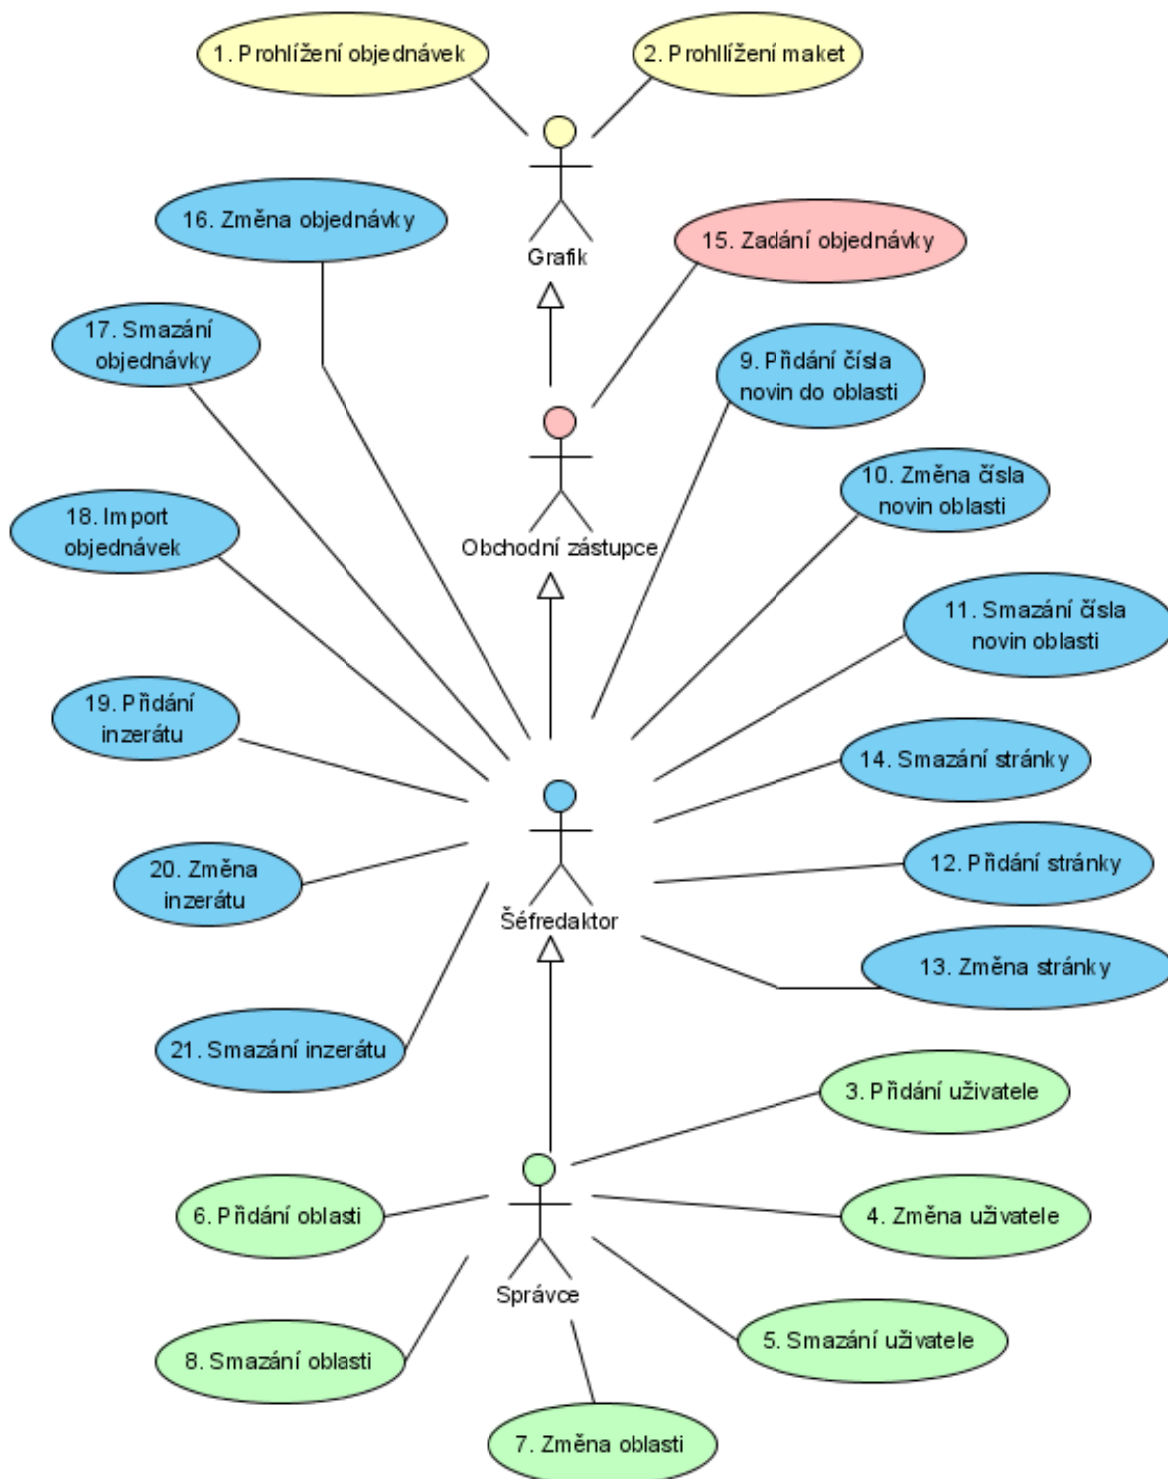 1. Prohlížení objednávek
2. Prohllížení maket
16. Změna objednávky
15. Zadání objednávky
Grafik
17. Smazání
objednávky
9. Přidání čísla
novin do oblasti
10. Změna čísla
novin oblasti
18. Import
objednávek
Obchodní zástupce
11. Smazání čísla
novin oblasti
19. Přidání
inzerátu
14. Smazání stránky
20. Změna
inzerátu
12. Přidání stránky
Šéfredaktor
13. Změna stránky
21. Smazání inzerátu
3. Přidání uživatele
6. Přidání oblasti
4. Změna uživatele
Správce
8. Smazání oblasti
5. Smazání uživatele
7. Změna oblasti